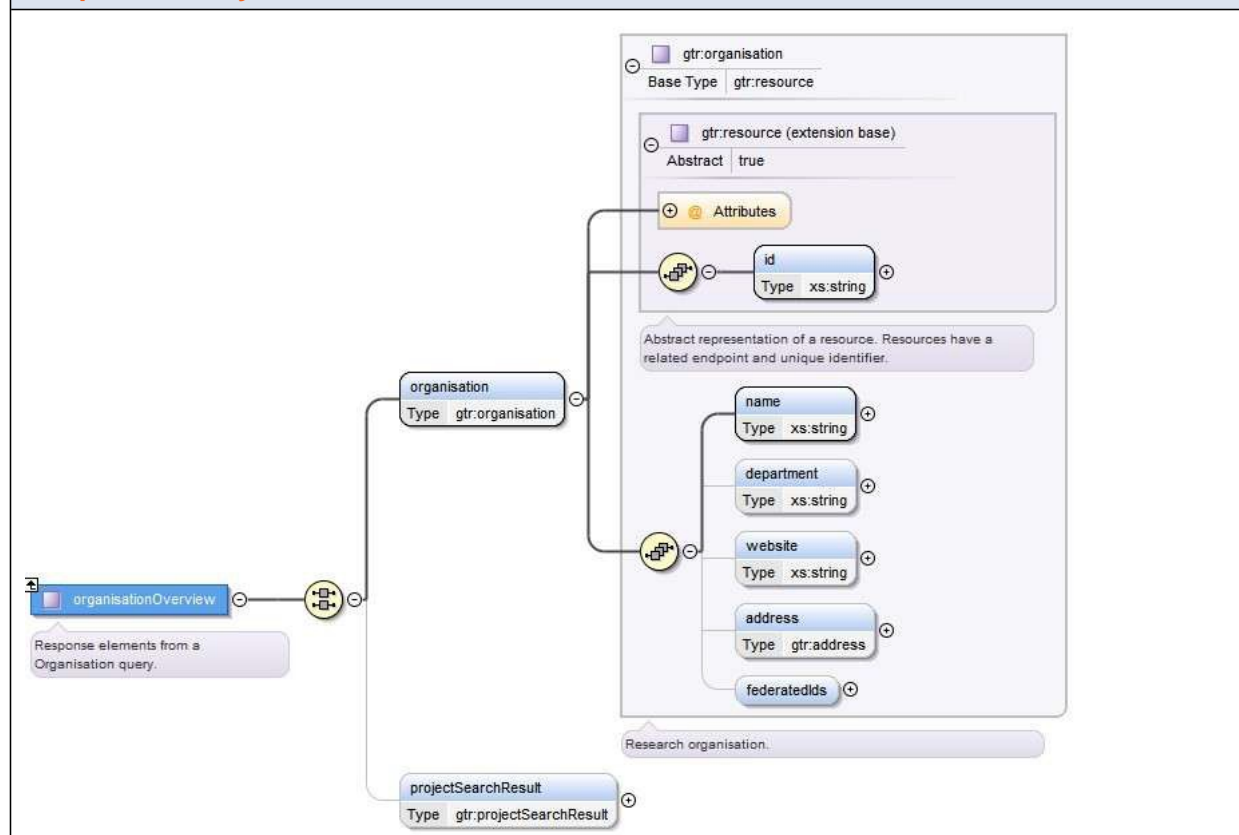 gtr:organisation
Base Type gtr:resource
gtr:resource (extension base)
Abstract true
@ Attributes
id
Type xs:string
Abstract representation of a resource. Resources have a
related endpoint and unique identifier.
organisation
Type gtr:organisation
name
Type xs:string
department
Type xs:string
website
Type xs:string
address
Type gtr:address
federatedIds
Research organisation.
organisationOverview
Response elements from a
Organisation query.
projectSearchResult
Type gtr:projectSearchResult